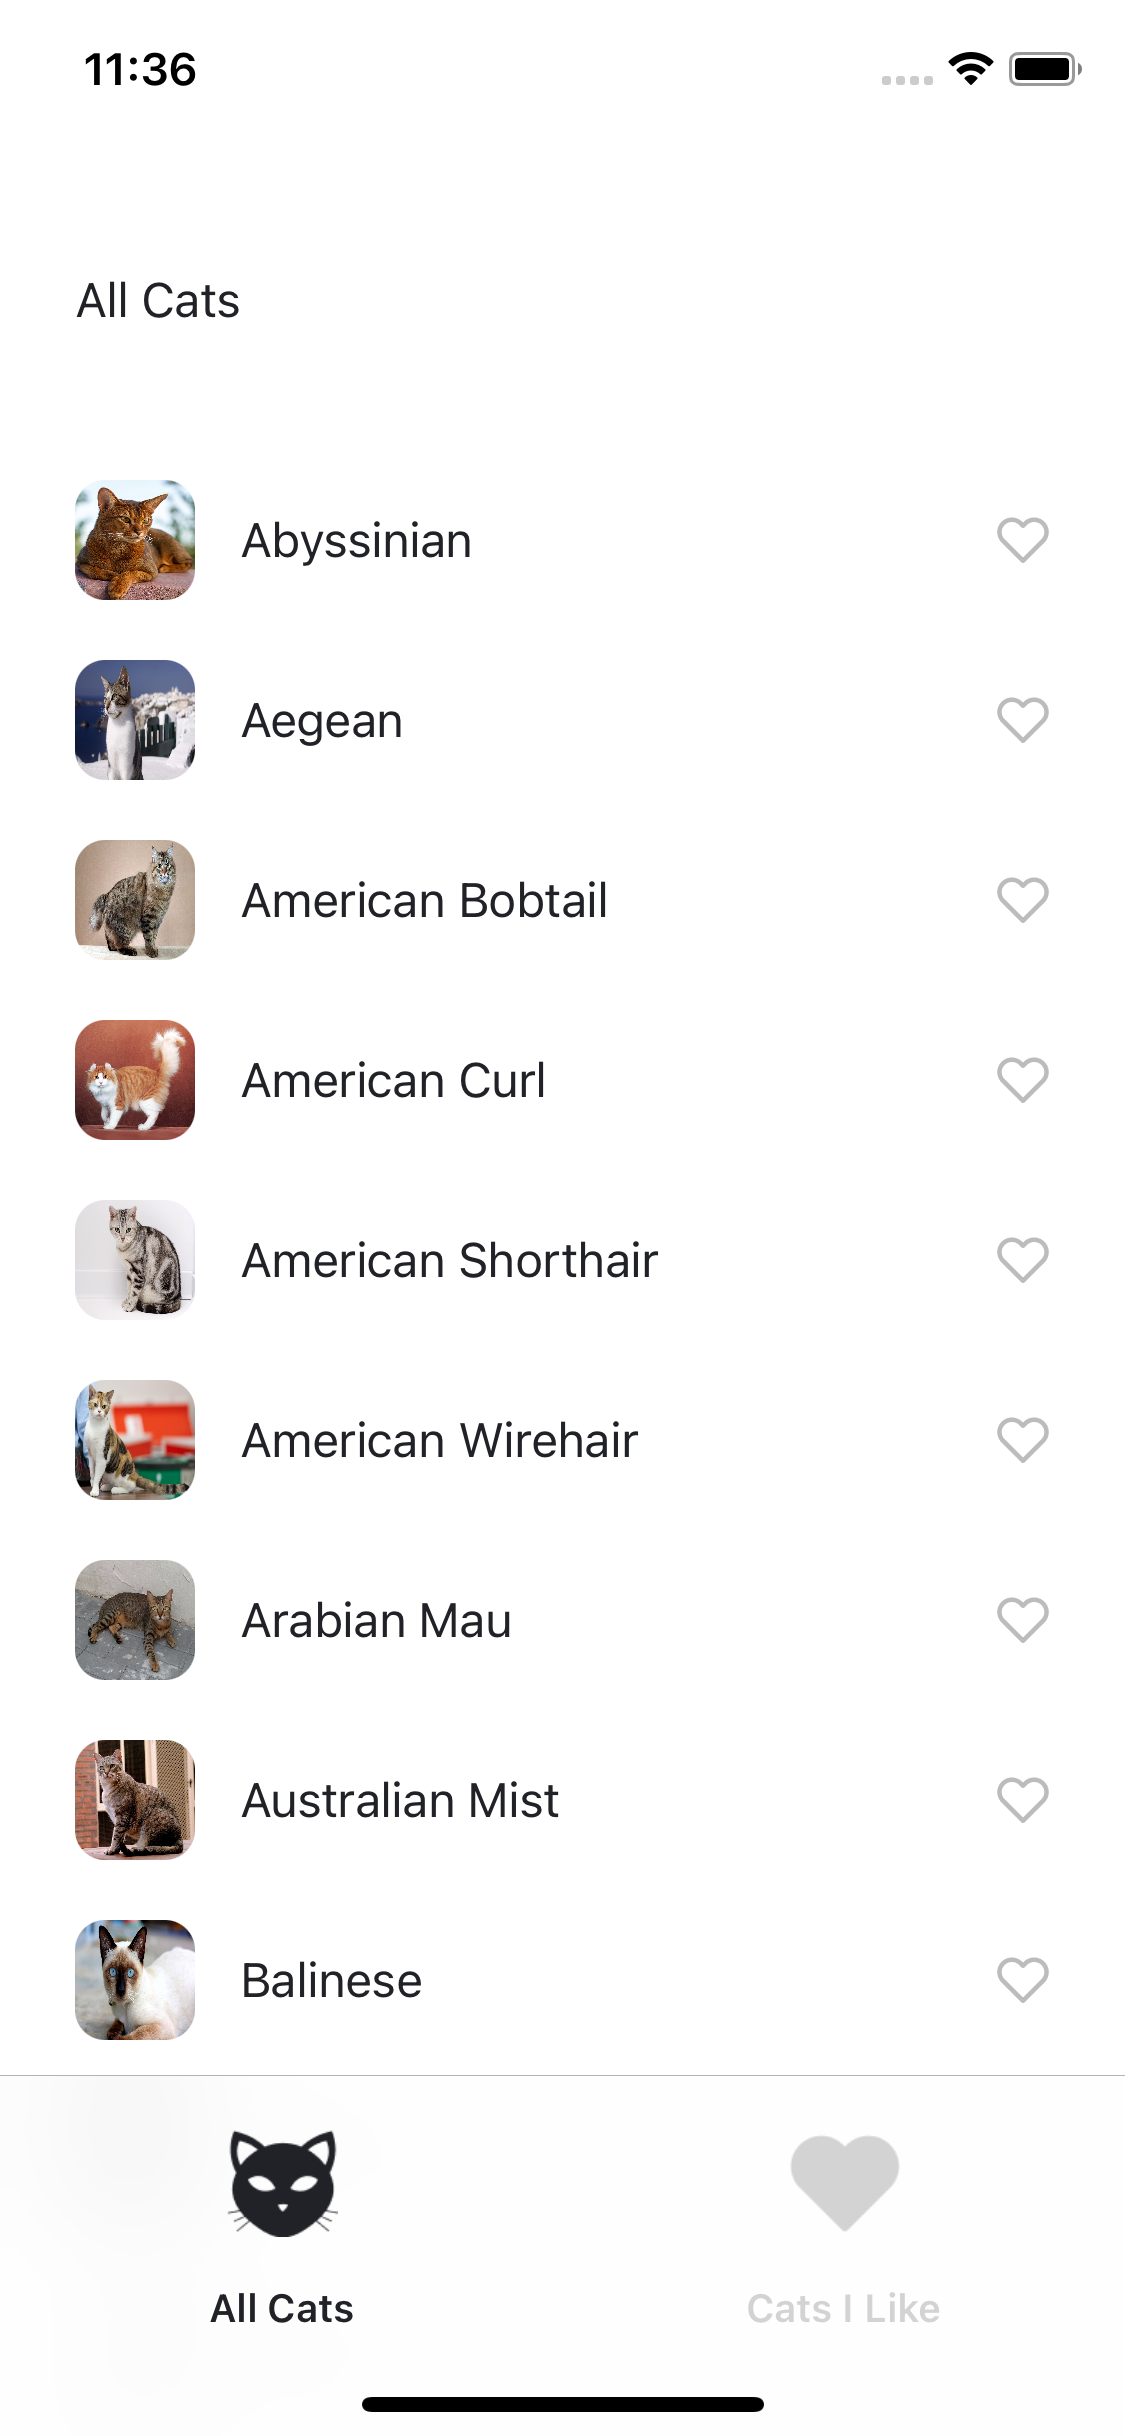 11:36
All Cats
Abyssinian
Aegean
American Bobtail
American Curl
American Shorthair
American Wirehair
Arabian Mau
Australian Mist
Balinese
All Cats
Cats I Like